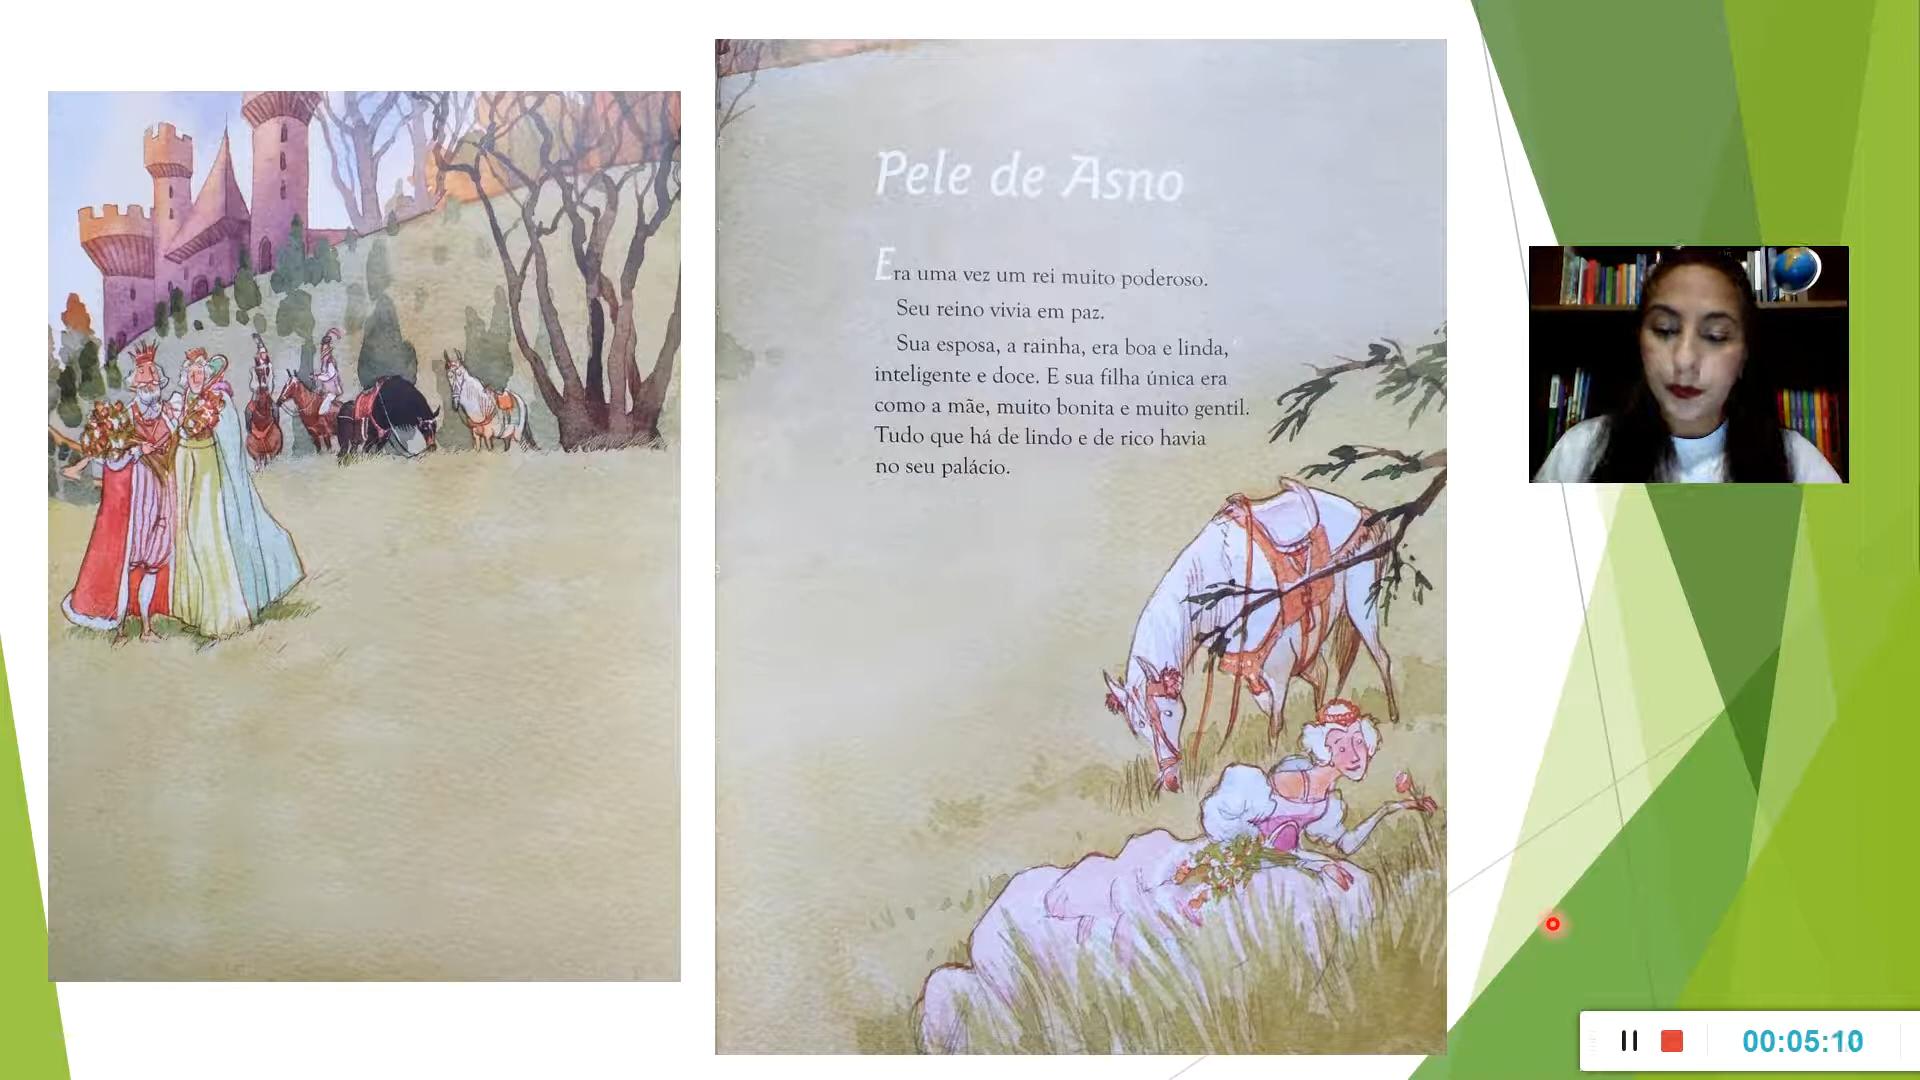 Pele de Asno
Era uma vez um rei muito poderoso.
Seu reino vivia em paz.
Sua esposa, a rainha, era boa e linda,
inteligente e doce. E sua filha única era
como a mãe, muito bonita e muito gentil.
Tudo que há de lindo e de rico havia
no seu palácio.
00:05:10